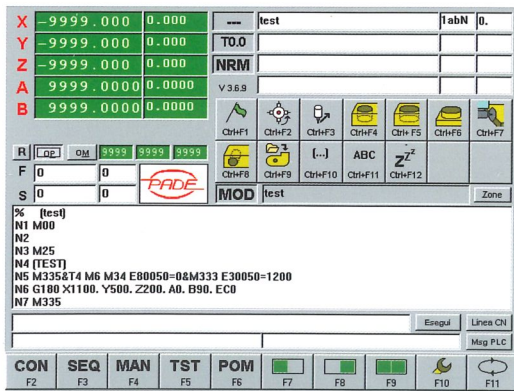 X -9999.000 0.000 --- test 1abN 0.
Y -9999.000 0.000 T0.0
Z -9999.000 0.000 NRM
A 9999.0000 0.0000 V 3.6.9
B 9999.0000 0.0000
Ctrl+F1 Ctrl+F2 Ctrl+F3 Ctrl+F4 Ctrl+ F5 Ctrl+F6 Ctrl+F7
R OP OM 9999 9999 9999
(...) ABC Zzz
Ctrl+F8 Ctrl+F9 Ctrl+F10 Ctrl+F11 Ctrl+F12
F 0 0
PADE
S 0 0 MOD test Zone
% (test)
N1 M00
N2
N3 M25
N4 (TEST)
N5 M335&T4 M6 M34 E80050=0&M333 E30050=1200
N6 G180 X1100. Y500. Z200. A0. B90. EC0
N7 M335
Esegui Linea CN
Msg PLC
CON SEQ MAN TST POM
F2 F3 F4 F5 F6 F7 F8 F9 F10 F11